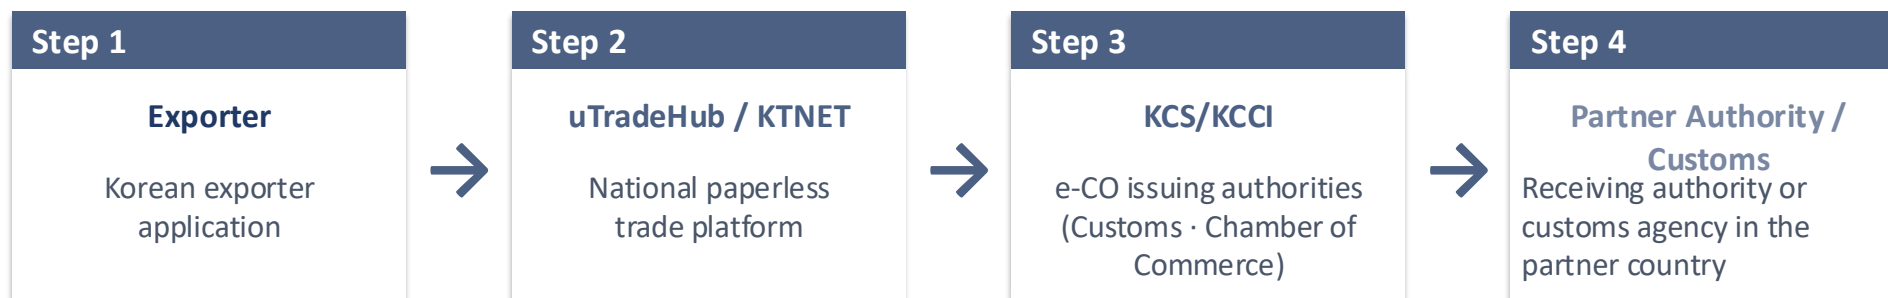 Step 1
Exporter
Korean exporter
application
Step 2
uTradeHub / KTNET
National paperless
trade platform
Step 3
KCS/KCCI
e-CO issuing authorities
(Customs · Chamber of
Commerce)
Step 4
Partner Authority /
Customs
Receiving authority or
customs agency in the
partner country